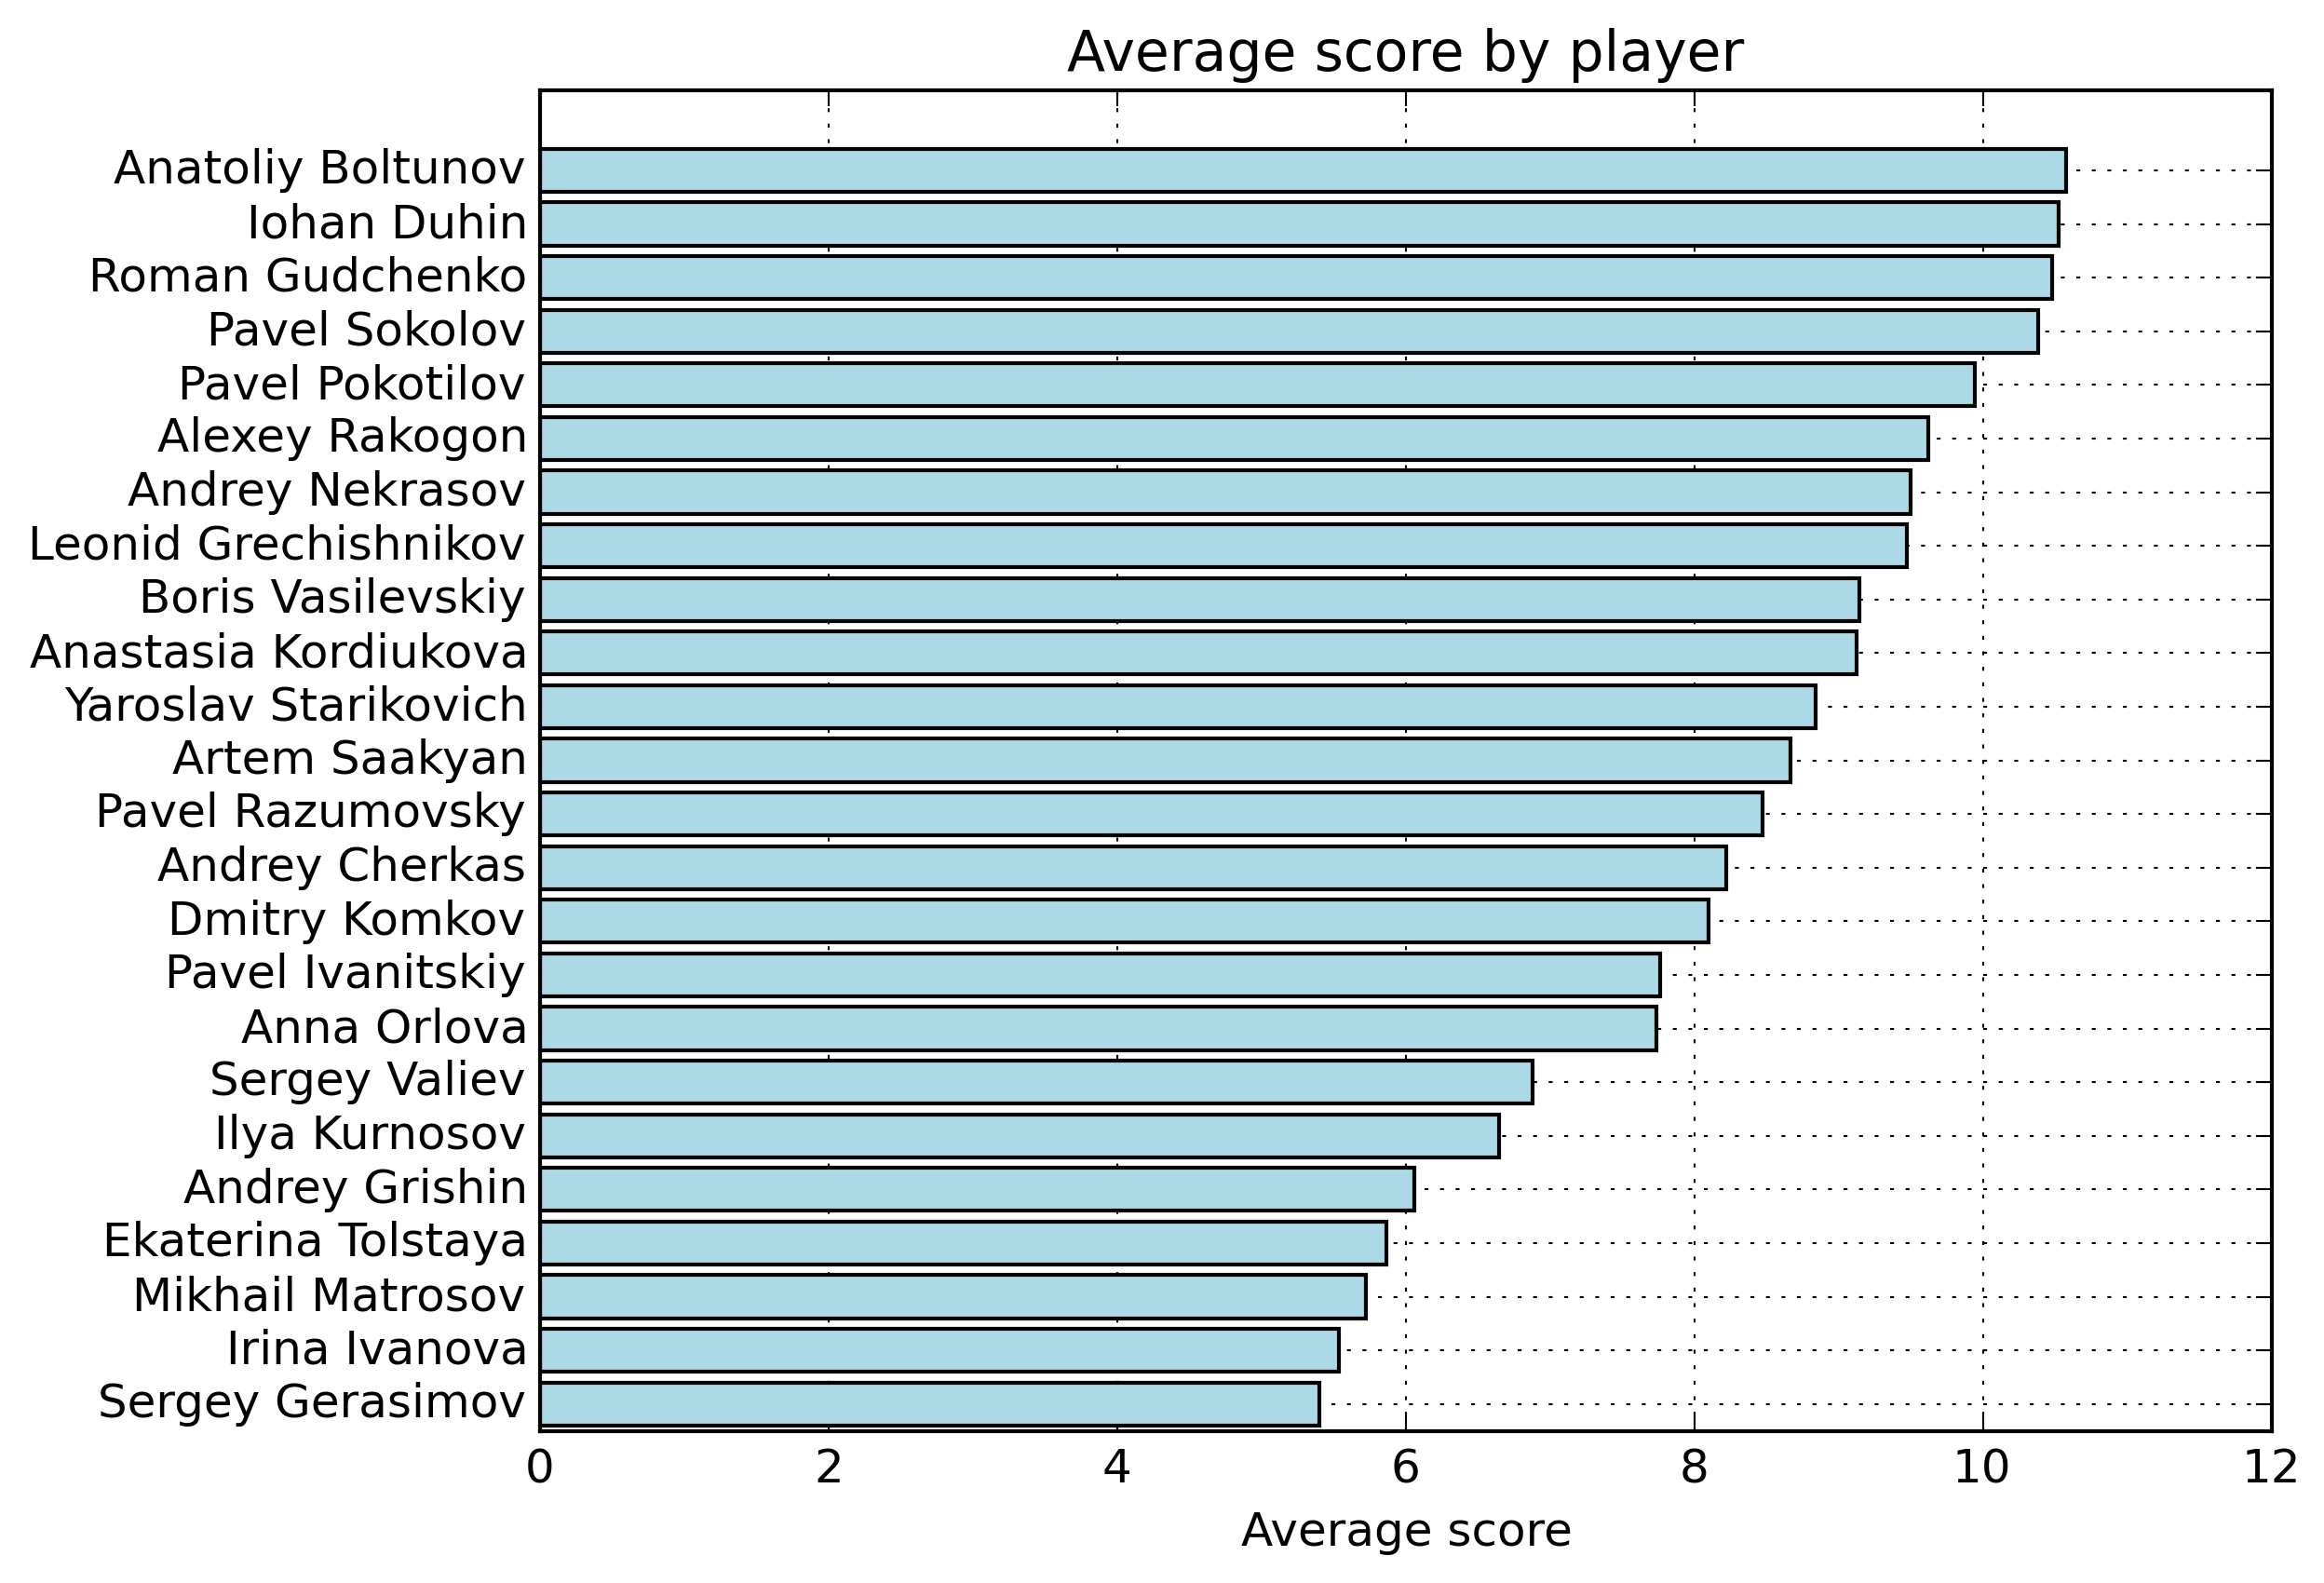 Average score by player
Anatoliy Boltunov
Iohan Duhin
Roman Gudchenko
Pavel Sokolov
Pavel Pokotilov
Alexey Rakogon
Andrey Nekrasov
Leonid Grechishnikov
Boris Vasilevskiy
Anastasia Kordiukova
Yaroslav Starikovich
Artem Saakyan
Pavel Razumovsky
Andrey Cherkas
Dmitry Komkov
Pavel Ivanitskiy
Anna Orlova
Sergey Valiev
Ilya Kurnosov
Andrey Grishin
Ekaterina Tolstaya
Mikhail Matrosov
Irina Ivanova
Sergey Gerasimov
0 2 4 6 8 10 12
Average score